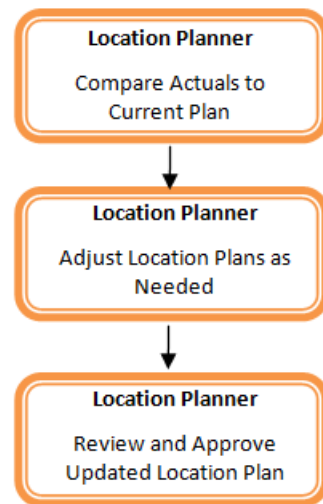 Location Planner
Compare Actuals to
Current Plan
Location Planner
Adjust Location Plans as
Needed
Location Planner
Review and Approve
Updated Location Plan